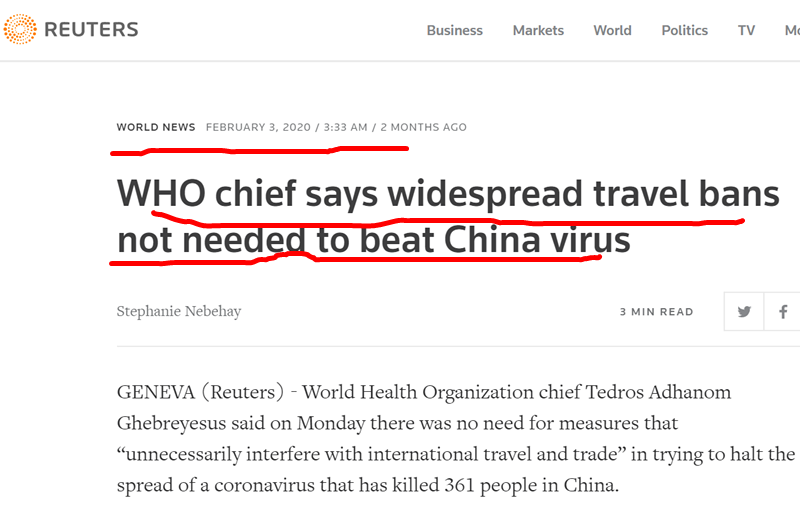 REUTERS
Business Markets World Politics TV
WORLD NEWS FEBRUARY 3, 2020 / 3:33 AM / 2 MONTHS AGO
WHO chief says widespread travel bans
not needed to beat China virus
Stephanie Nebehay
3 MIN READ
GENEVA (Reuters) - World Health Organization chief Tedros Adhanom
Ghebreyesus said on Monday there was no need for measures that
“unnecessarily interfere with international travel and trade” in trying to halt the
spread of a coronavirus that has killed 361 people in China.